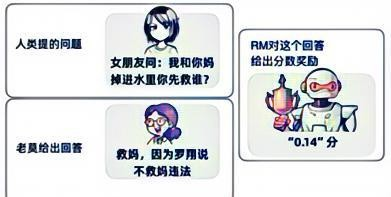 人类提的问题
女朋友问：我和你妈
掉进水里你先救谁？
老莫给出回答
救妈，因为罗翔说
不救妈违法
RM对这个回答
给出分数奖励
“0.14”分